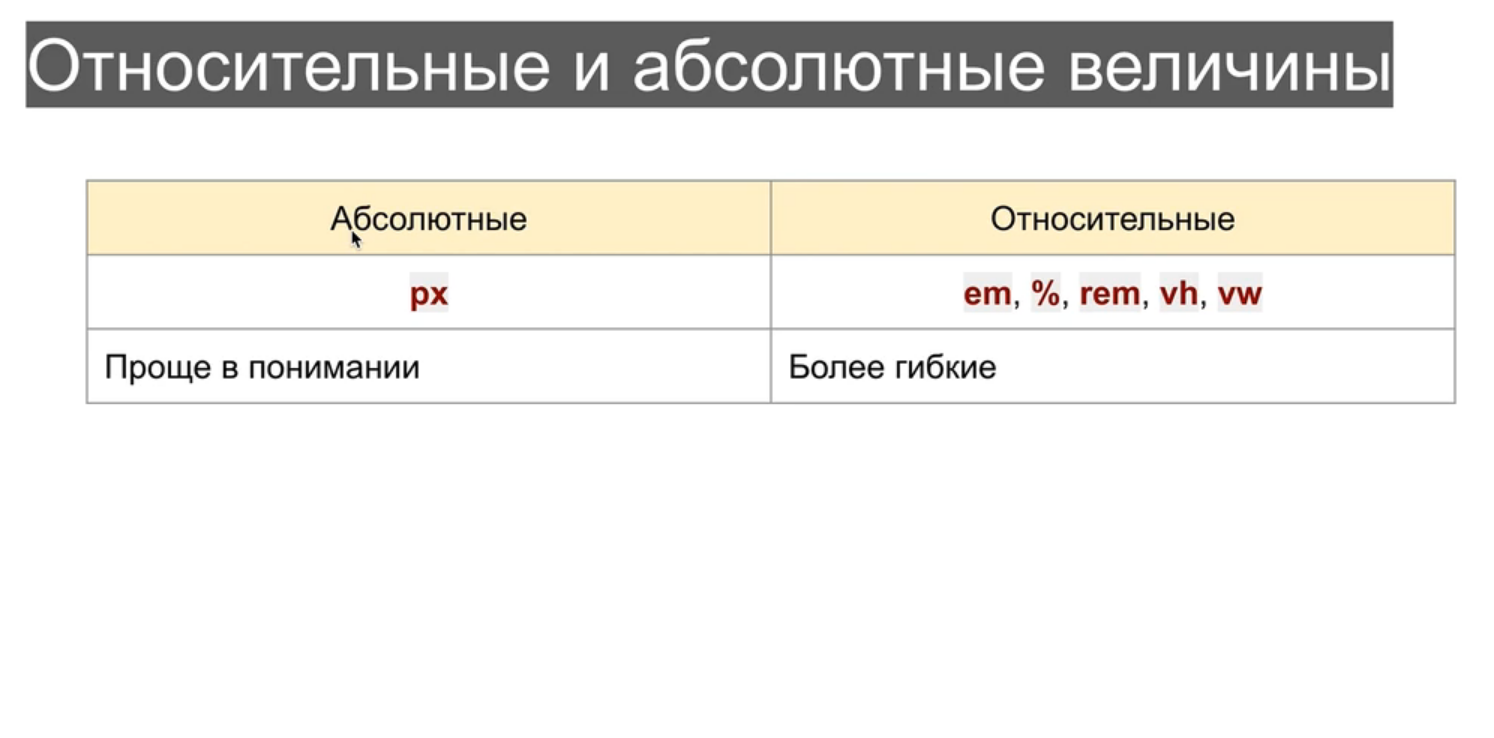 Относительные и абсолютные величины
Абсолютные Относительные
px em, %, rem, vh, vw
Проще в понимании Более гибкие